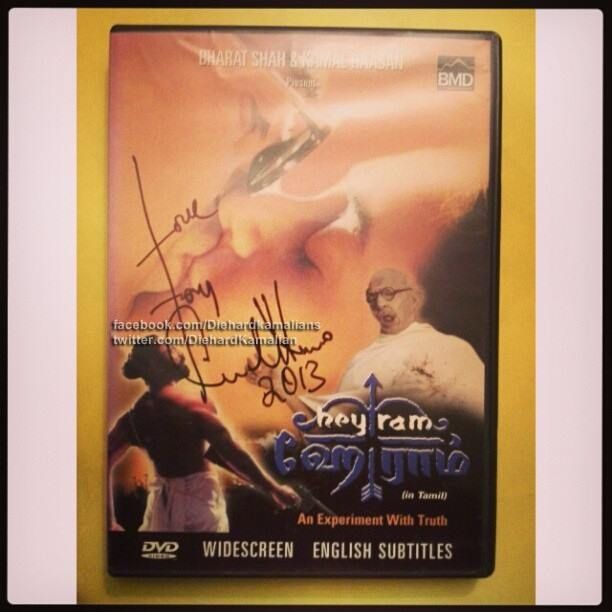 BHARAT SHAH & KAMAL HAASAN
Present
BMD
Love
facebook.com/Diehardkamalians
twitter.com/DiehardKamalian
2013
hey ram
ஹே ராம்
(in Tamil)
An Experiment With Truth
DVD
VIDEO
WIDESCREEN ENGLISH SUBTITLES